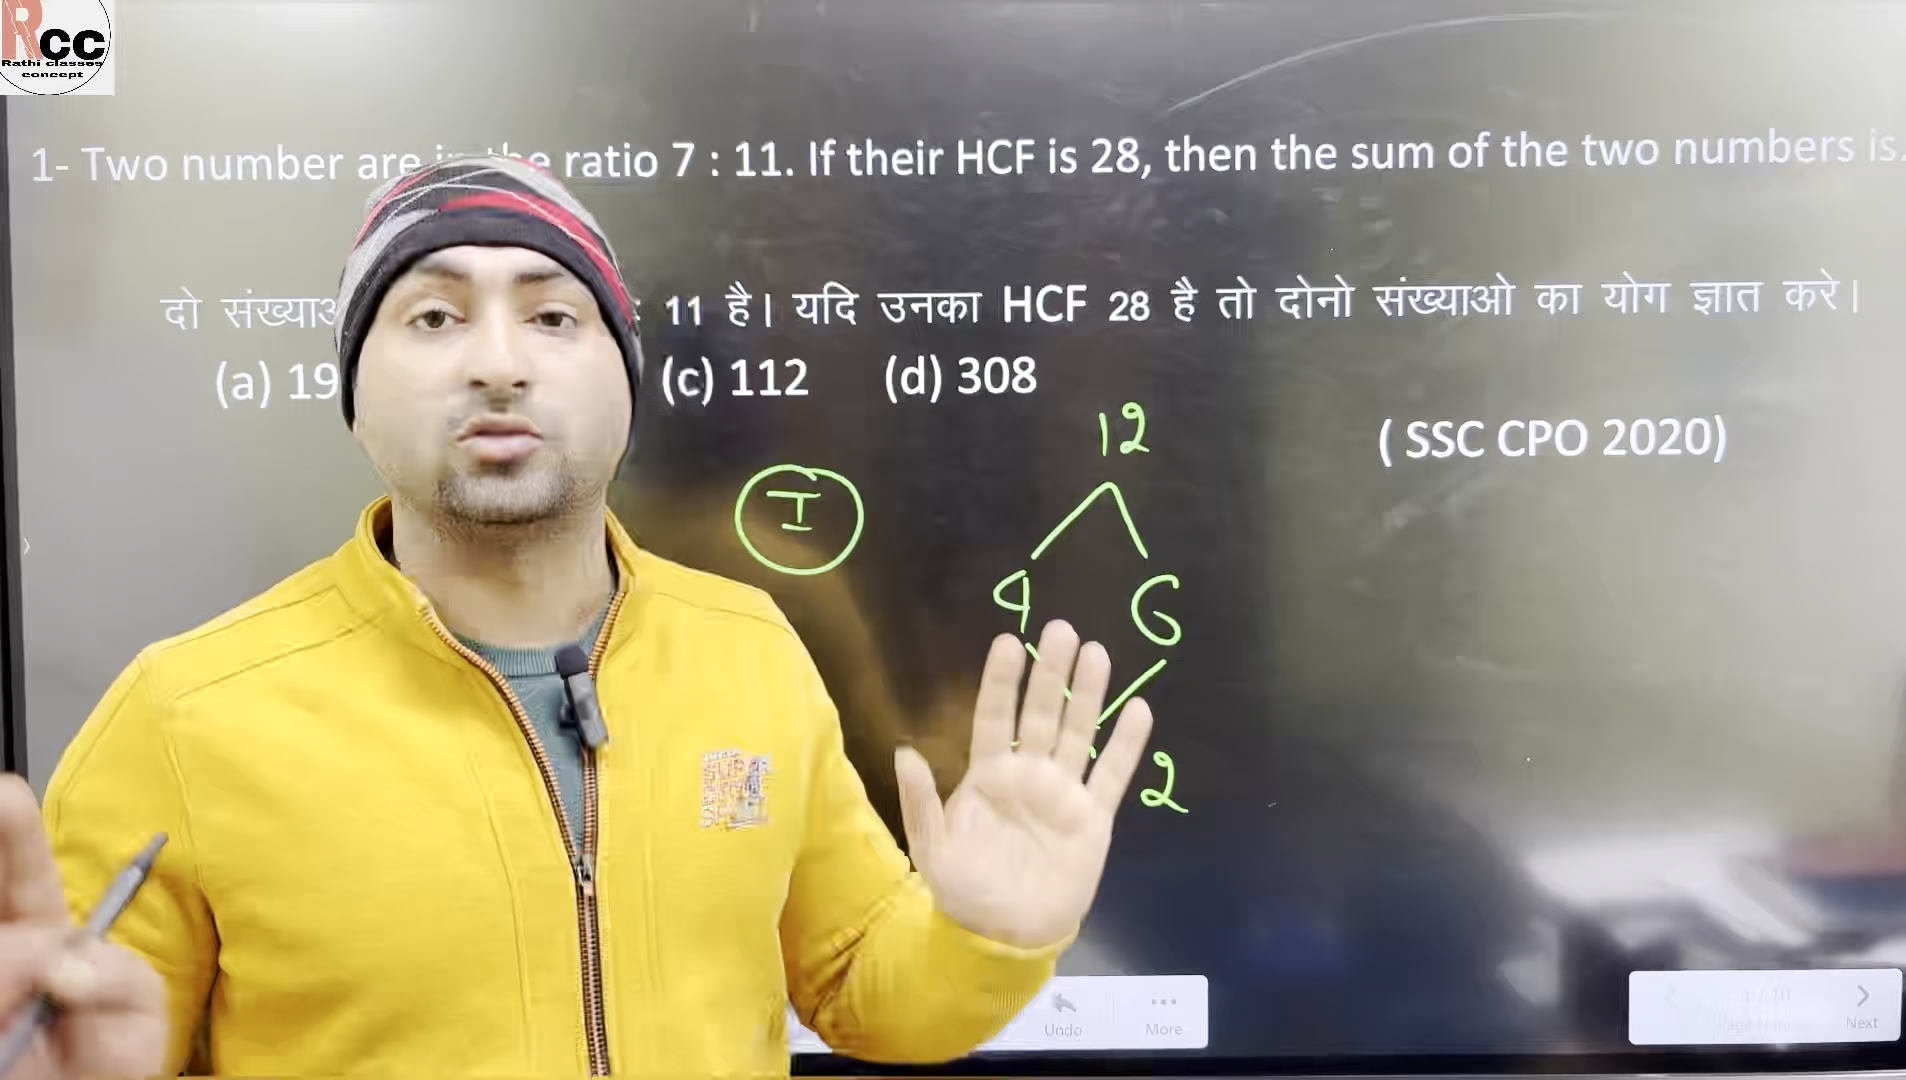 Rcc
Rathi classes
concept
1- Two number are in the ratio 7 : 11. If their HCF is 28, then the sum of the two numbers is.
दो : 11 है। यदि उनका HCF 28 है तो दोनो संख्याओ का योग ज्ञात करे।
(a) (c) 112 (d) 308
( SSC CPO 2020)
12
I
4 6
2
Undo More
Next